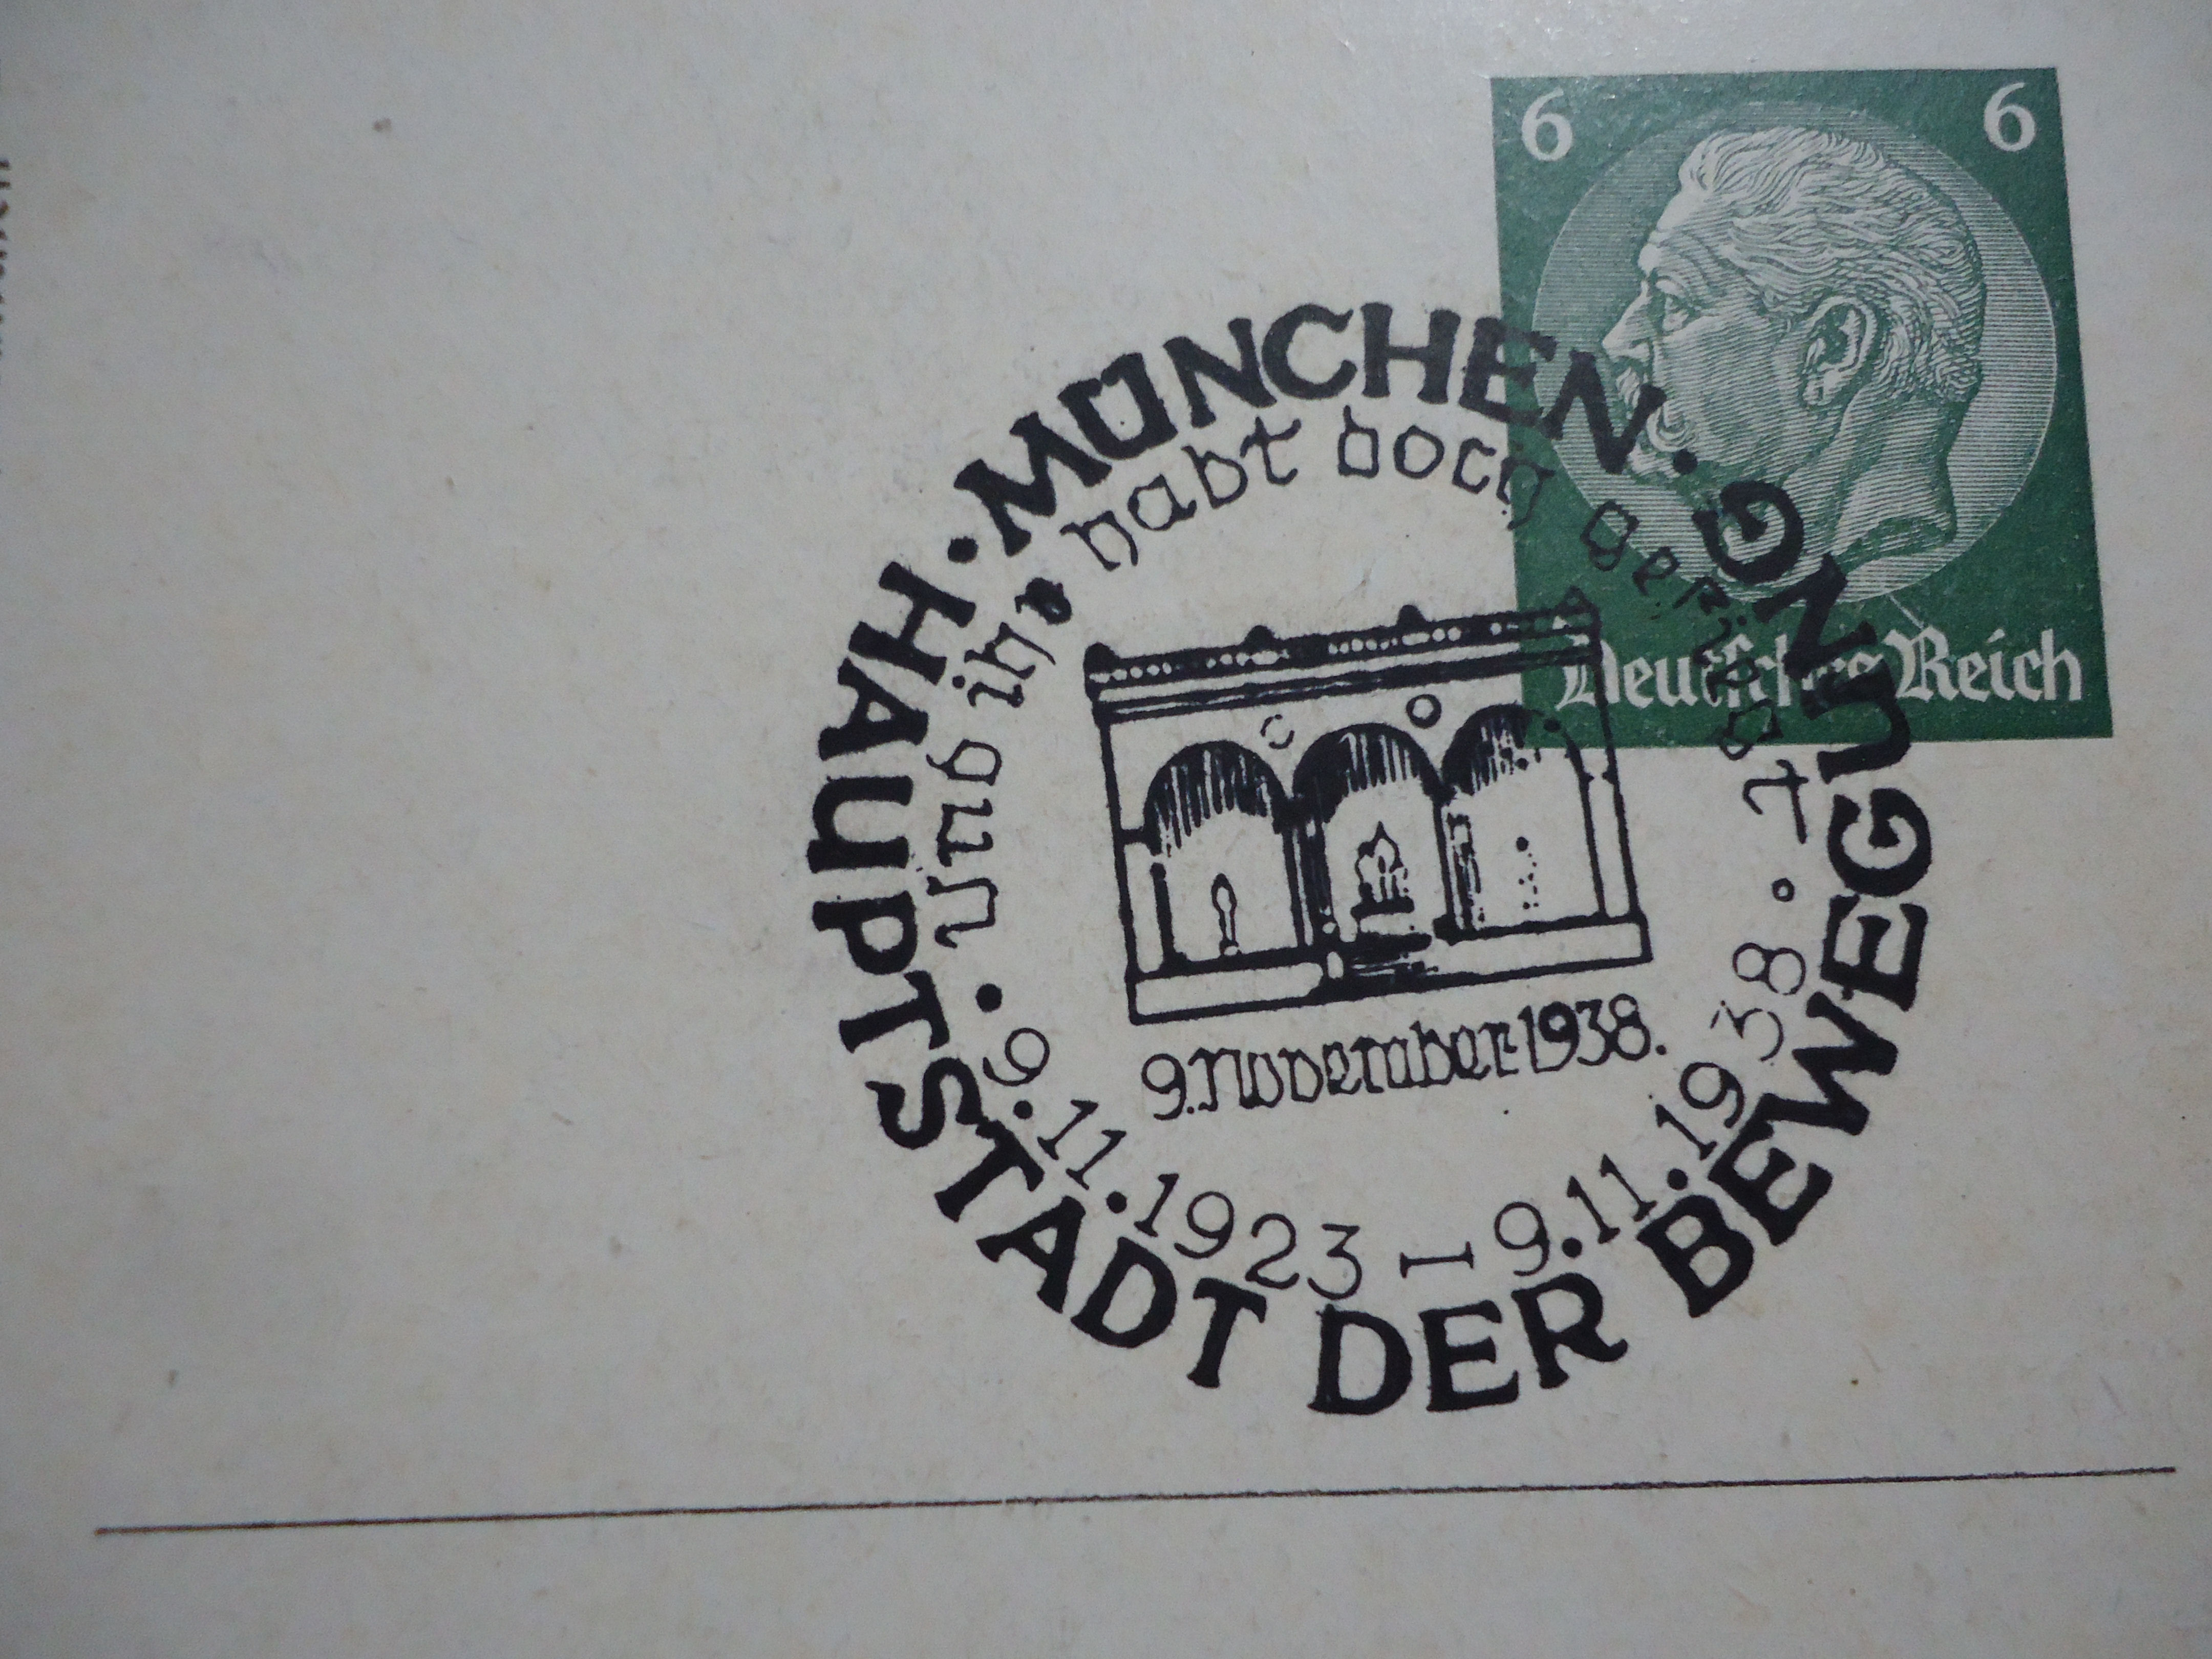 6 6
Deutsches Reich
· MÜNCHEN · HAUPTSTADT DER BEWEGUNG
· Und ihr habt doch gesiegt ·
9. November 1938.
9.11.1923 – 9.11.1938